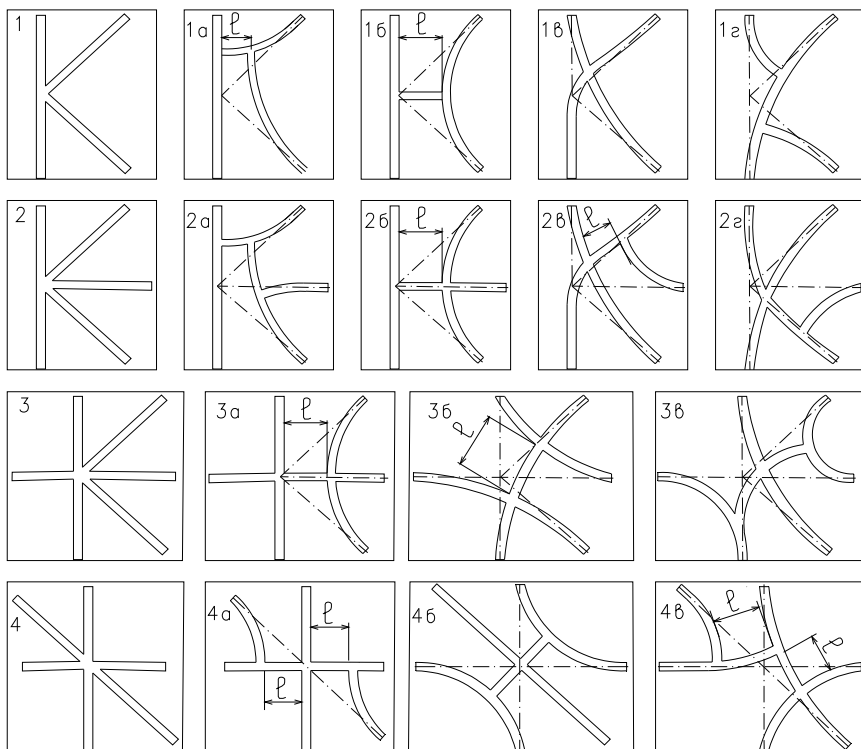 1 1а ℓ 1б ℓ 1в 1г
2 2а ℓ 2б ℓ 2в ℓ 2г
3 3а ℓ 3б ℓ 3в
4 4а ℓ ℓ 4б 4в ℓ ℓ